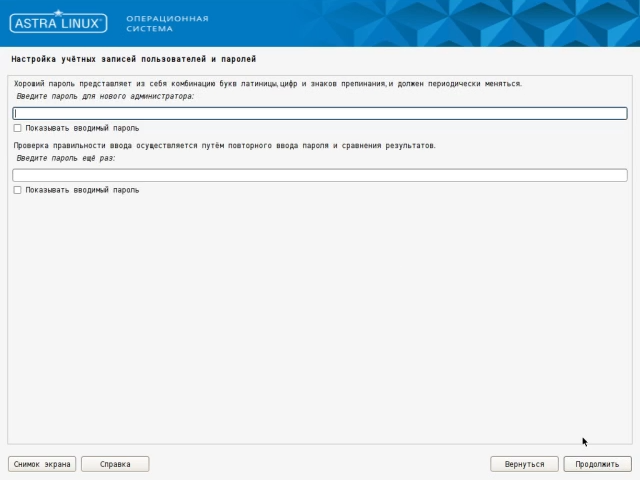 ASTRA LINUX
ОПЕРАЦИОННАЯ
СИСТЕМА
Настройка учётных записей пользователей и паролей
Хороший пароль представляет из себя комбинацию букв латиницы, цифр и знаков препинания, и должен периодически меняться.
Введите пароль для нового администратора:
Показывать вводимый пароль
Проверка правильности ввода осуществляется путём повторного ввода пароля и сравнения результатов.
Введите пароль ещё раз:
Показывать вводимый пароль
Снимок экрана
Справка
Вернуться
Продолжить